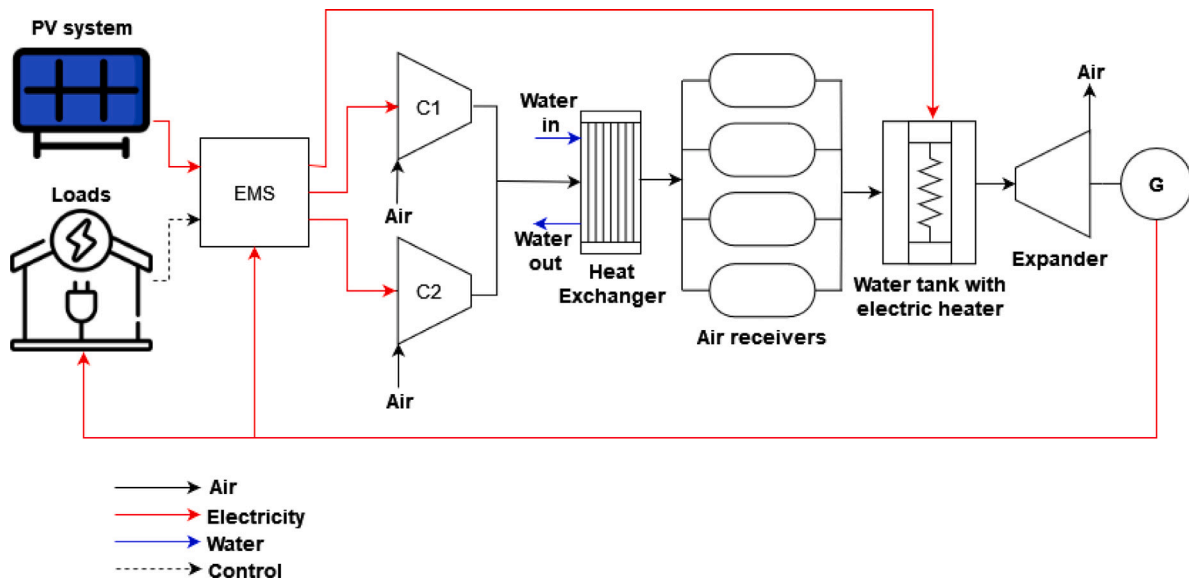 PV system
Loads
EMS
C1
Air
C2
Air
Water
in
Water
out
Heat
Exchanger
Air receivers
Water tank with
electric heater
Air
Expander
G
Air
Electricity
Water
Control